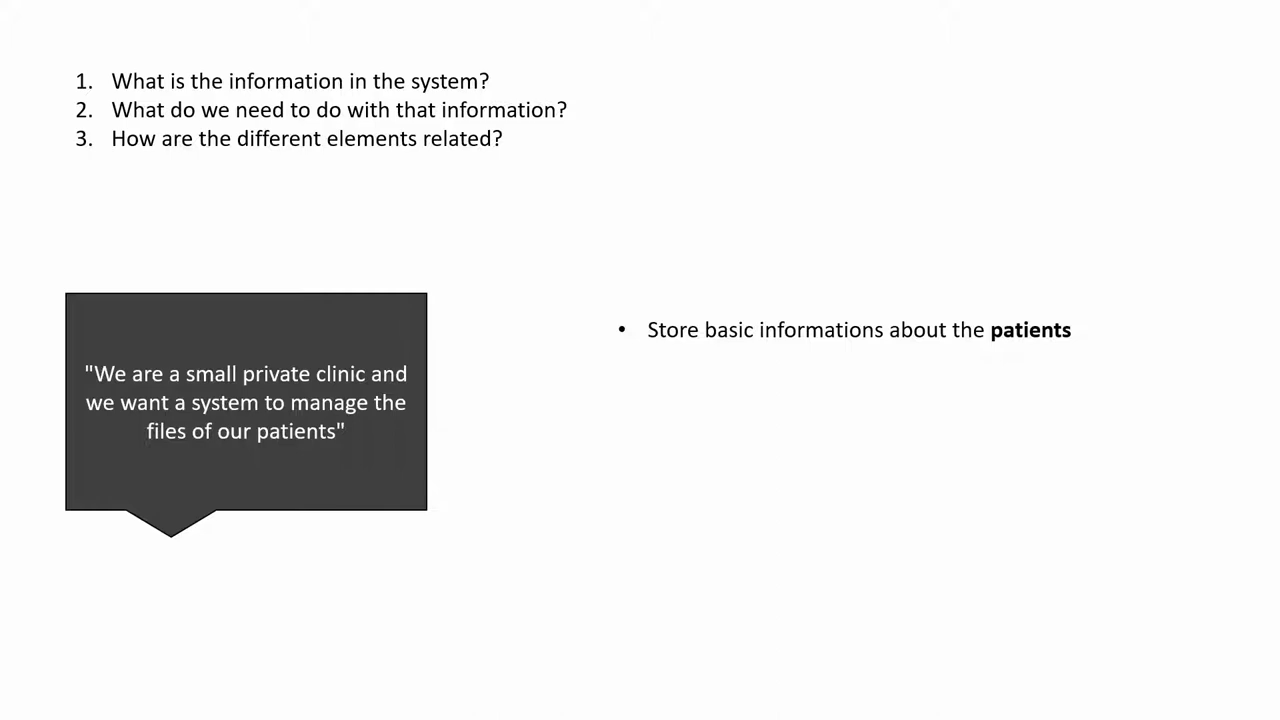 1. What is the information in the system?
2. What do we need to do with that information?
3. How are the different elements related?
"We are a small private clinic and
we want a system to manage the
files of our patients"
• Store basic informations about the patients